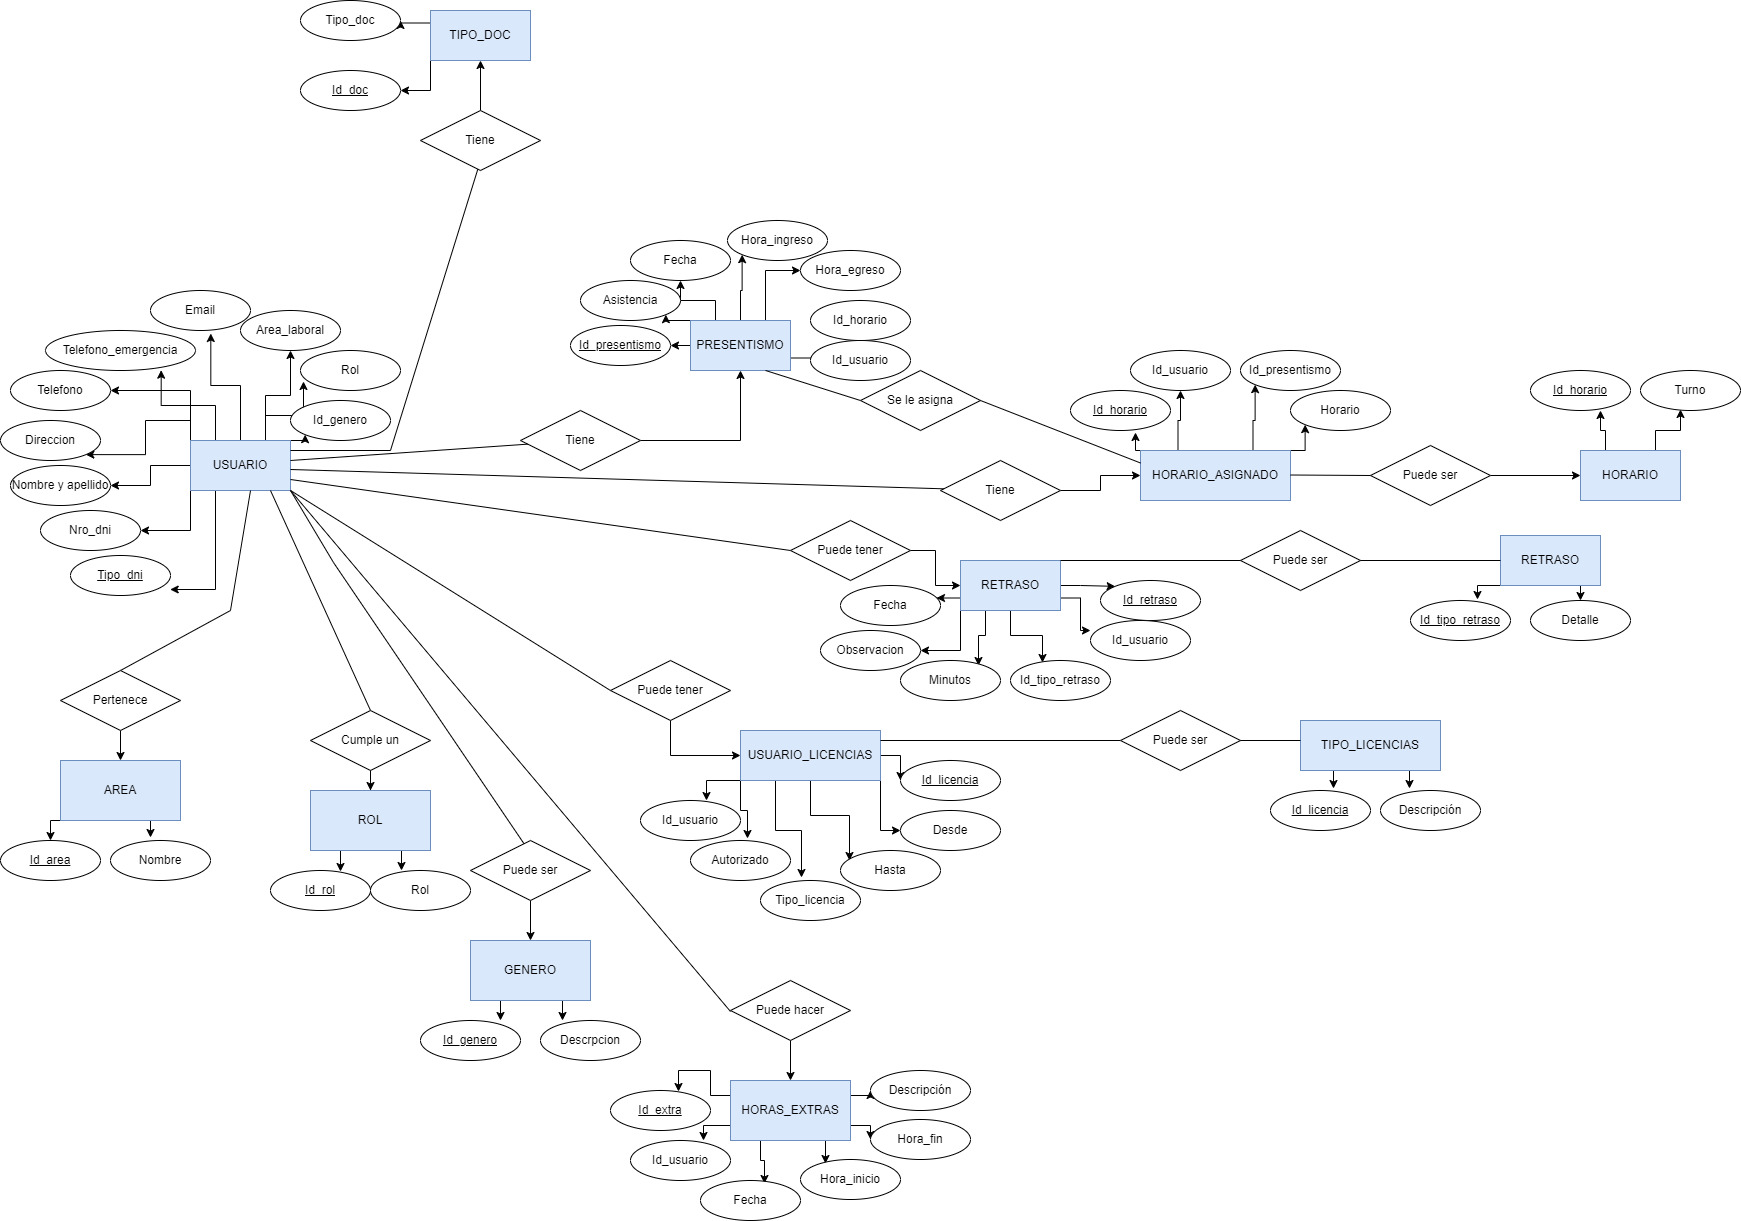 Tipo_doc
TIPO_DOC
Id_doc
Tiene
Hora_ingreso
Fecha
Hora_egreso
Asistencia
Id_horario
Id_presentismo
PRESENTISMO
Id_usuario
Email
Area_laboral
Telefono_emergencia
Rol
Telefono
Id_genero
Direccion
USUARIO
Nombre y apellido
Nro_dni
Tipo_dni
Tiene
Se le asigna
Id_usuario
Id_presentismo
Id_horario
Horario
Id_horario
Turno
Tiene
HORARIO_ASIGNADO
Puede ser
HORARIO
Puede tener
RETRASO
Puede ser
RETRASO
Fecha
Id_retraso
Id_tipo_retraso
Detalle
Observacion
Id_usuario
Minutos
Id_tipo_retraso
Pertenece
Cumple un
Puede tener
USUARIO_LICENCIAS
Puede ser
TIPO_LICENCIAS
AREA
ROL
Id_licencia
Id_licencia
Descripción
Id_usuario
Desde
Id_area
Nombre
Autorizado
Hasta
Id_rol
Rol
Puede ser
Tipo_licencia
GENERO
Puede hacer
Id_genero
Descrpcion
Descripción
Id_extra
HORAS_EXTRAS
Hora_fin
Id_usuario
Hora_inicio
Fecha